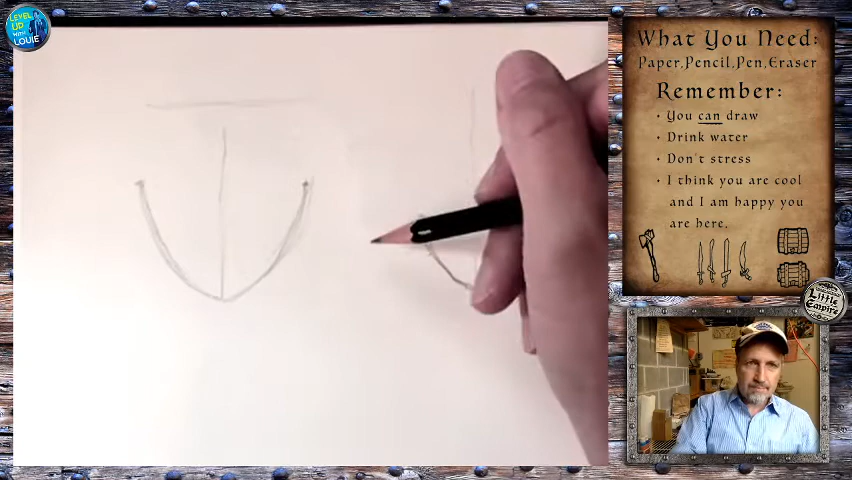 LEVEL
UP
WITH
LOUIE
What You Need:
Paper,Pencil,Pen,Eraser
Remember:
• You can draw
• Drink water
• Don't stress
• I think you are cool
and I am happy you
are here.
Little
Empire